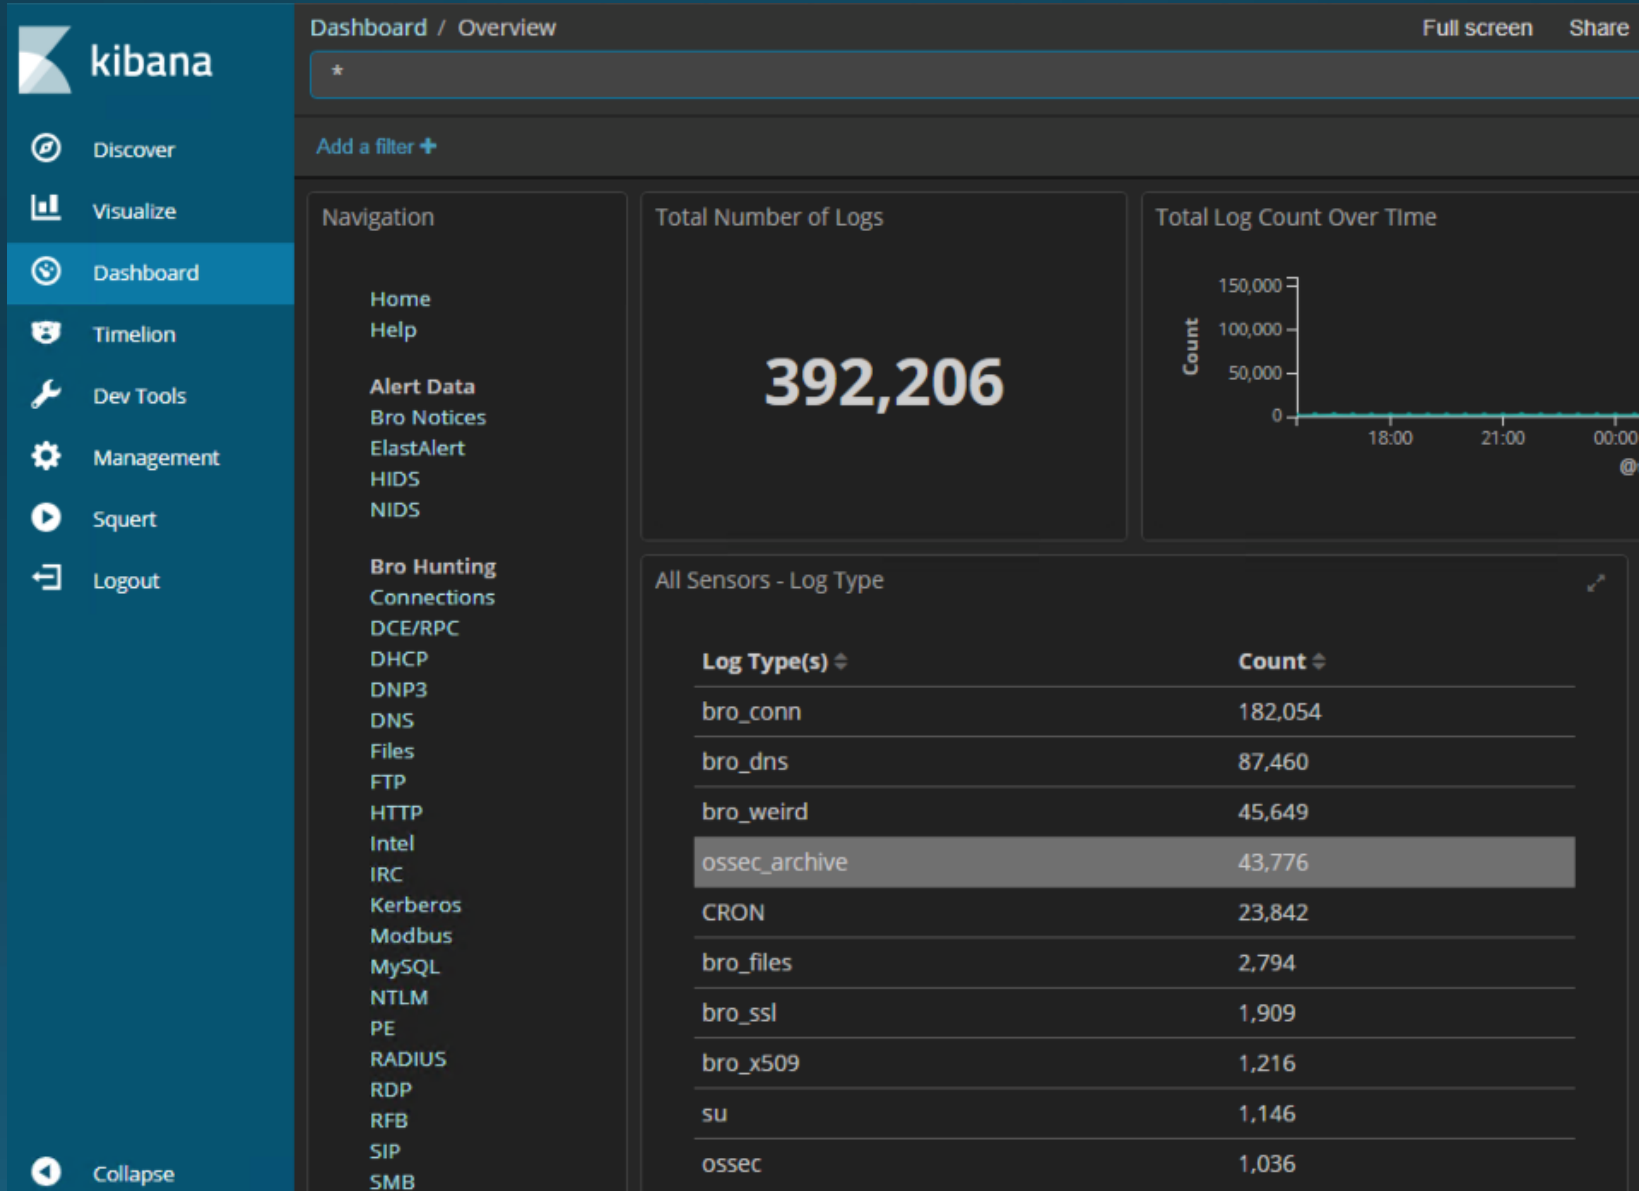 kibana
Discover
Visualize
Dashboard
Timelion
Dev Tools
Management
Squert
Logout
Collapse
Dashboard / Overview
Full screen Share
*
Add a filter +
Navigation
Home
Help
Alert Data
Bro Notices
ElastAlert
HIDS
NIDS
Bro Hunting
Connections
DCE/RPC
DHCP
DNP3
DNS
Files
FTP
HTTP
Intel
IRC
Kerberos
Modbus
MySQL
NTLM
PE
RADIUS
RDP
RFB
SIP
SMB
Total Number of Logs
392,206
Total Log Count Over TIme
Count
150,000
100,000
50,000
0
18:00 21:00 00:00
@
All Sensors - Log Type
Log Type(s) Count
bro_conn 182,054
bro_dns 87,460
bro_weird 45,649
ossec_archive 43,776
CRON 23,842
bro_files 2,794
bro_ssl 1,909
bro_x509 1,216
su 1,146
ossec 1,036